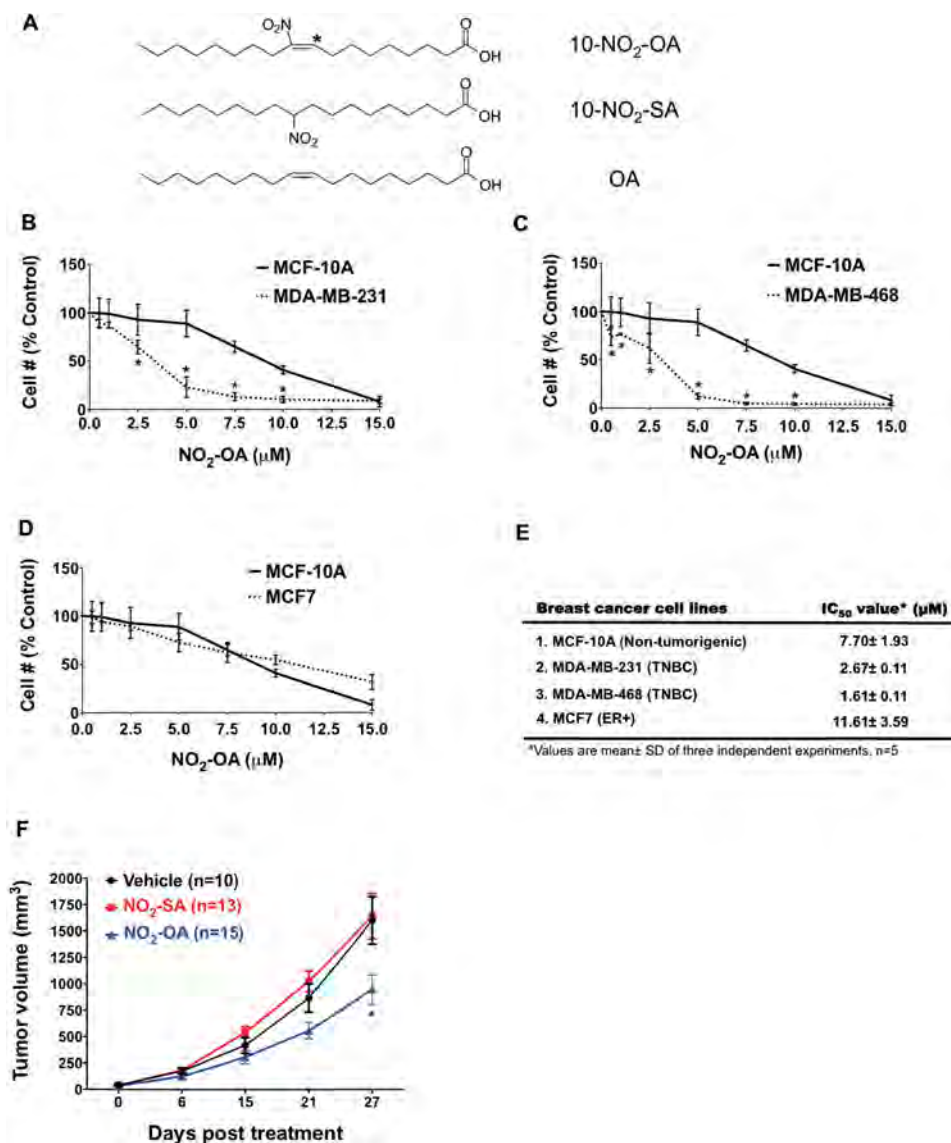 A
O₂N
*
O
OH
10-NO₂-OA
O
OH
NO₂
10-NO₂-SA
O
OH
OA
B
Cell # (% Control)
150
100
50
0
MCF-10A
MDA-MB-231
* * * *
0.0 2.5 5.0 7.5 10.0 12.5 15.0
NO₂-OA (μM)
C
Cell # (% Control)
150
100
50
0
MCF-10A
MDA-MB-468
* * * * * *
0.0 2.5 5.0 7.5 10.0 12.5 15.0
NO₂-OA (μM)
D
Cell # (% Control)
150
100
50
0
MCF-10A
MCF7
0.0 2.5 5.0 7.5 10.0 12.5 15.0
NO₂-OA (μM)
E
Breast cancer cell lines IC₅₀ value* (μM)
1. MCF-10A (Non-tumorigenic) 7.70± 1.93
2. MDA-MB-231 (TNBC) 2.67± 0.11
3. MDA-MB-468 (TNBC) 1.61± 0.11
4. MCF7 (ER+) 11.61± 3.59
*Values are mean± SD of three independent experiments, n=5
F
Tumor volume (mm³)
2000
1750
1500
1250
1000
750
500
250
0
Vehicle (n=10)
NO₂-SA (n=13)
NO₂-OA (n=15)
*
0 6 15 21 27
Days post treatment